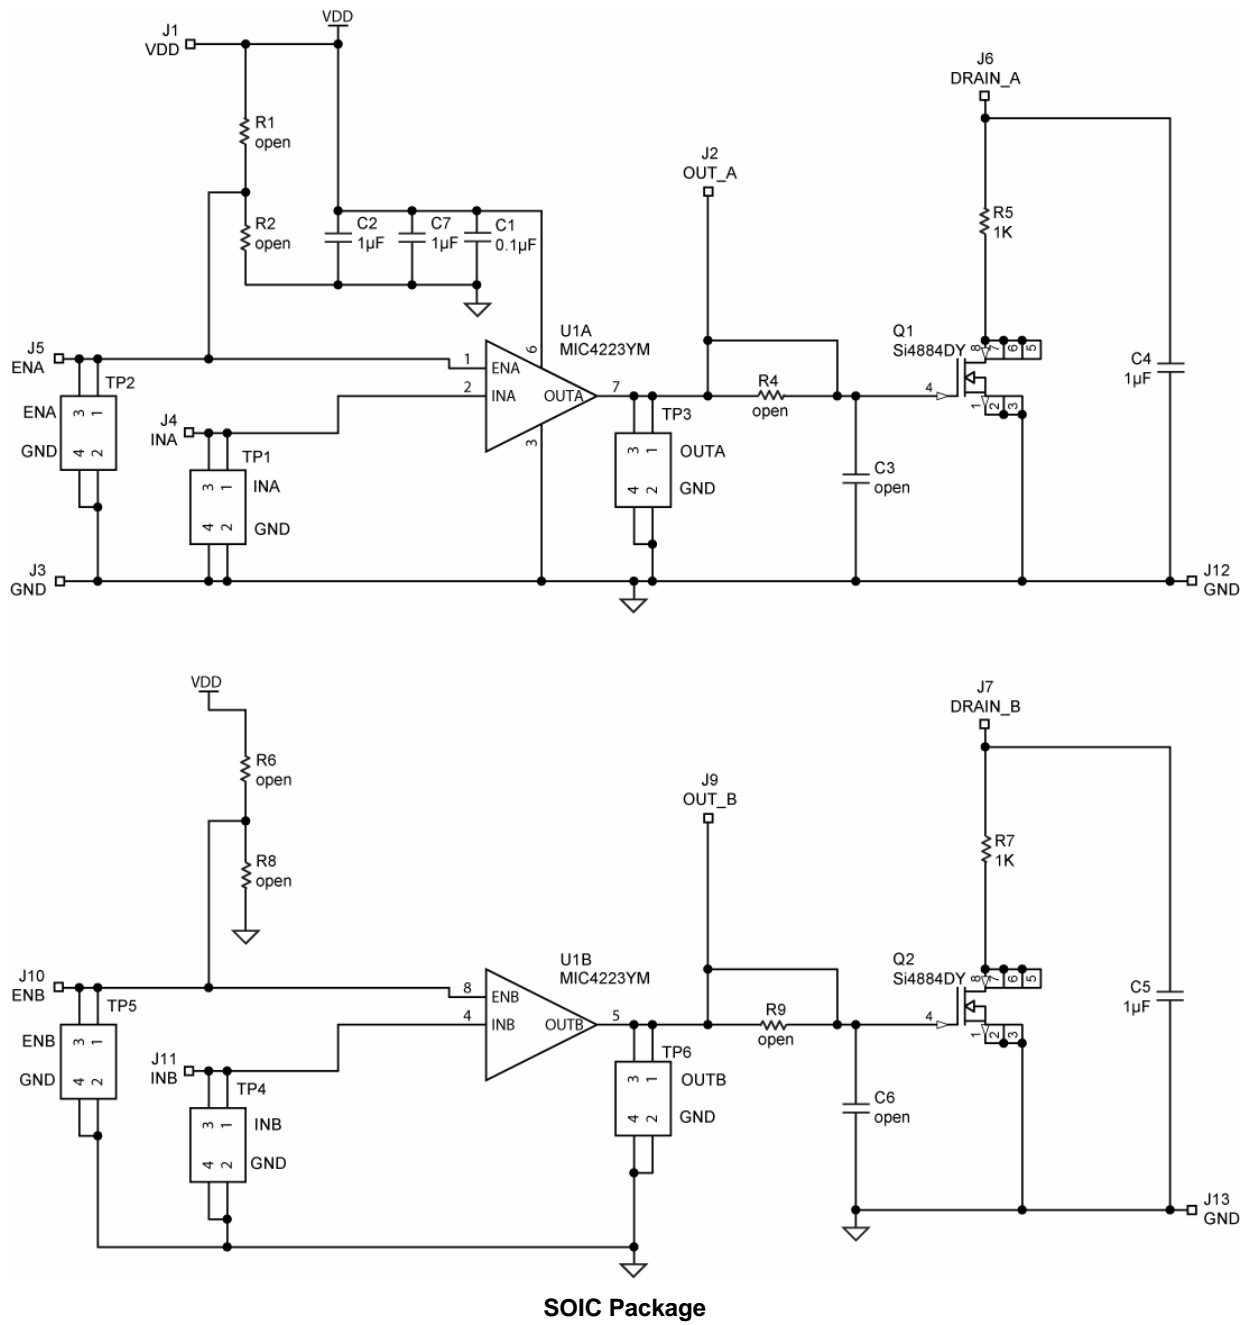 J1
VDD
VDD
R1
open
R2
open
C2
1µF
C7
1µF
C1
0.1µF
J2
OUT_A
J6
DRAIN_A
R5
1K
J5
ENA
TP2
ENA
GND
3 1
4 2
J4
INA
TP1
INA
GND
3 1
4 2
U1A
MIC4223YM
1
2
ENA
INA
OUTA
6
3
7
TP3
OUTA
GND
3 1
4 2
R4
open
C3
open
Q1
Si4884DY
4
8 7 6 5
1 2 3
C4
1µF
J3
GND
J12
GND
VDD
R6
open
R8
open
J9
OUT_B
J7
DRAIN_B
R7
1K
J10
ENB
TP5
ENB
GND
3 1
4 2
J11
INB
TP4
INB
GND
3 1
4 2
U1B
MIC4223YM
8
4
ENB
INB
OUTB
5
TP6
OUTB
GND
3 1
4 2
R9
open
C6
open
Q2
Si4884DY
4
8 7 6 5
1 2 3
C5
1µF
J13
GND
SOIC Package